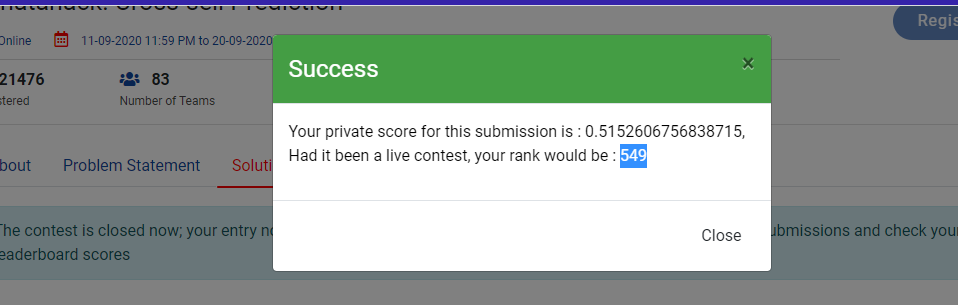 Cross-sell Prediction
Regis
Online
11-09-2020 11:59 PM to 20-09-2020
21476
83
stered
Number of Teams
Success
×
Your private score for this submission is : 0.5152606756838715,
Had it been a live contest, your rank would be : 549
bout
Problem Statement
Soluti
The contest is closed now; your entry no
ubmissions and check your
eaderboard scores
Close